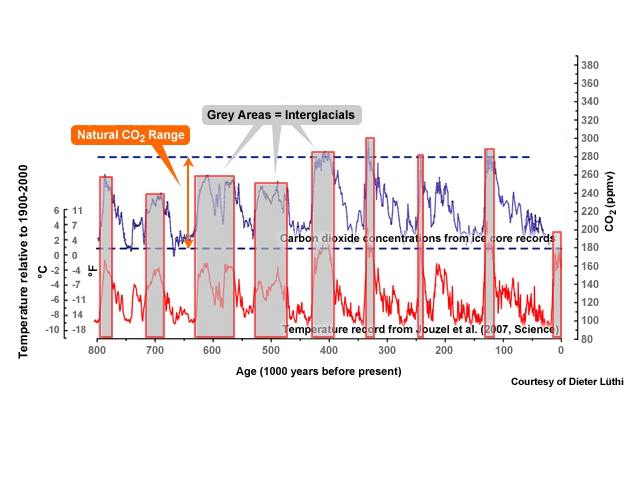 Grey Areas = Interglacials
Natural CO2 Range
Temperature relative to 1900-2000
°C
°F
6 11
4 7
2 4
0 0
-2 -4
-4 -7
-6 -11
-8 14
-10 -18
380
360
340
320
300
280
260
240
220
200
180
160
140
120
100
80
CO2 (ppmv)
Carbon dioxide concentrations from ice core records
Temperature record from Jouzel et al. (2007, Science)
800 700 600 500 400 300 200 100 0
Age (1000 years before present)
Courtesy of Dieter Lüthi